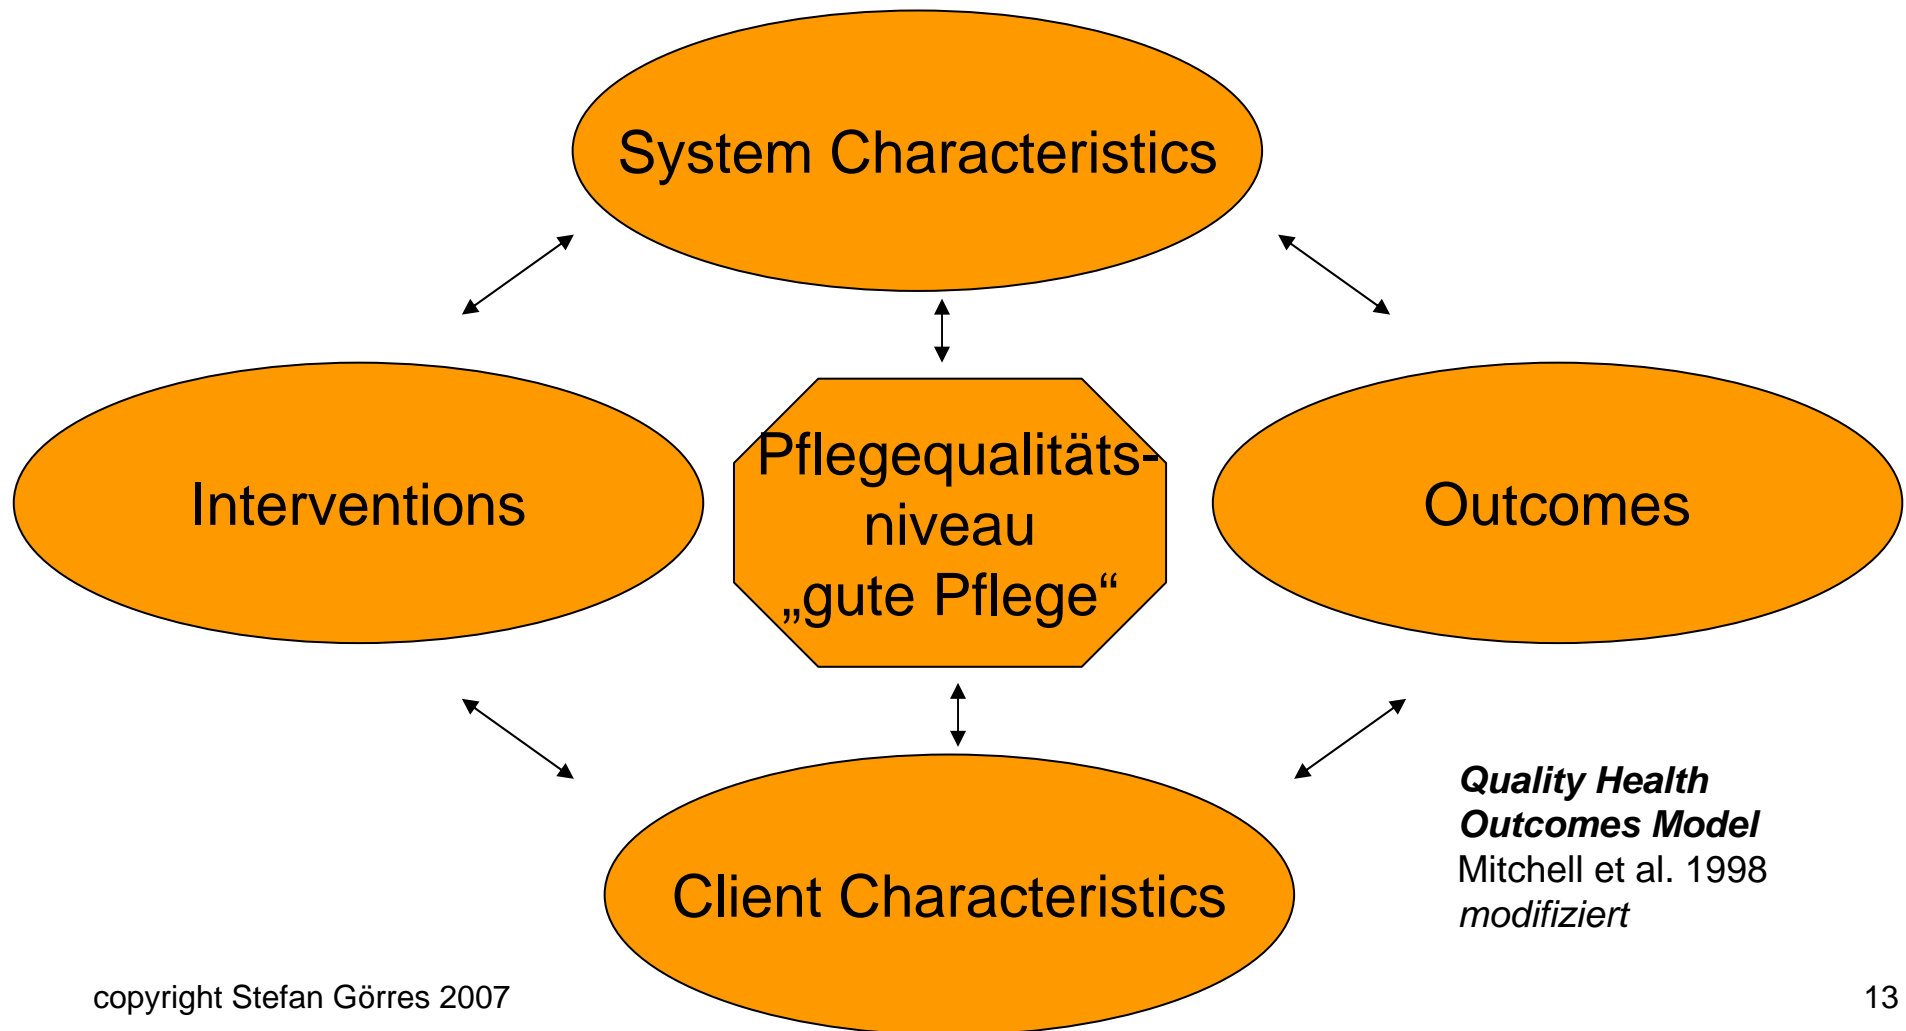 System Characteristics
Interventions
Pflegequalitäts-
niveau
„gute Pflege“
Outcomes
Client Characteristics
Quality Health
Outcomes Model
Mitchell et al. 1998
modifiziert
copyright Stefan Görres 2007
13